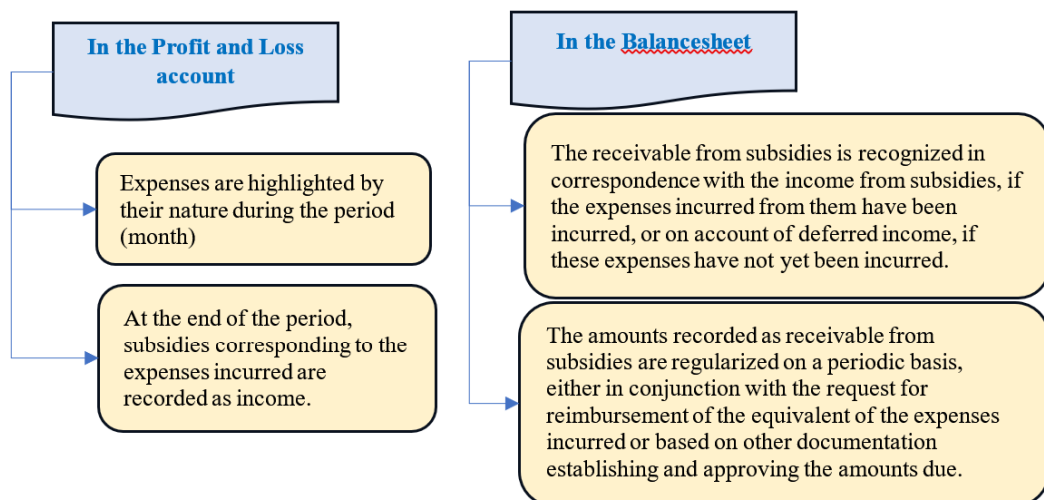 In the Profit and Loss
account
Expenses are highlighted by
their nature during the period
(month)
At the end of the period,
subsidies corresponding to the
expenses incurred are
recorded as income.
In the Balancesheet
The receivable from subsidies is recognized in
correspondence with the income from subsidies, if
the expenses incurred from them have been
incurred, or on account of deferred income, if
these expenses have not yet been incurred.
The amounts recorded as receivable from
subsidies are regularized on a periodic basis,
either in conjunction with the request for
reimbursement of the equivalent of the expenses
incurred or based on other documentation
establishing and approving the amounts due.